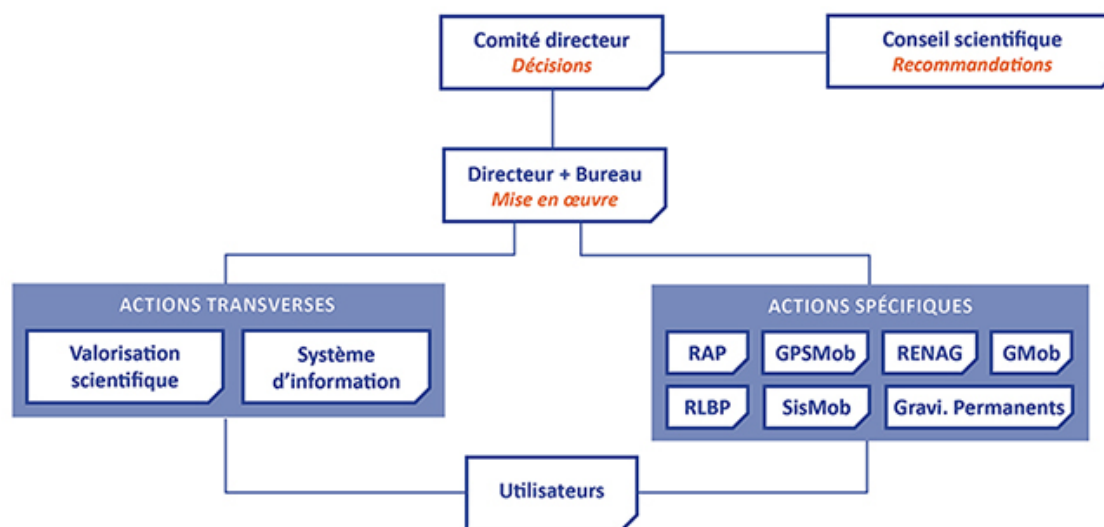 Comité directeur
Décisions
Conseil scientifique
Recommandations
Directeur + Bureau
Mise en œuvre
ACTIONS TRANSVERSES
Valorisation
scientifique
Système
d'information
ACTIONS SPÉCIFIQUES
RAP
GPSMob
RENAG
GMob
RLBP
SisMob
Gravi. Permanents
Utilisateurs